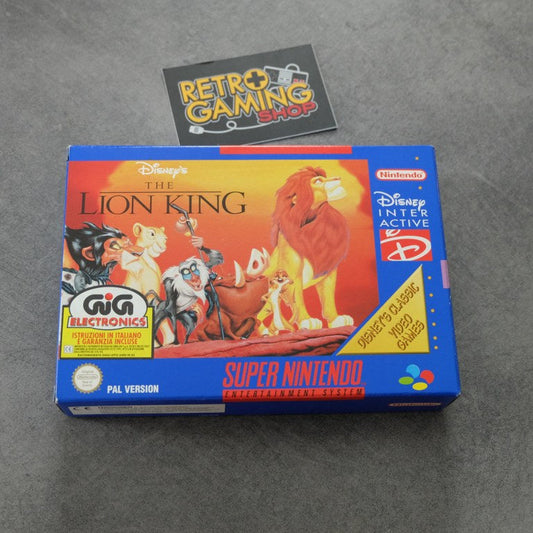 RETRO
GAMING
SHOP
Disney's
THE
LION KING
Nintendo
Disney
INTER
ACTIVE
D
GIG
ELECTRONICS
ISTRUZIONI IN ITALIANO
E GARANZIA INCLUSE
DISNEY'S CLASSIC
VIDEO
GAMES
PAL VERSION
SUPER NINTENDO
ENTERTAINMENT SYSTEM